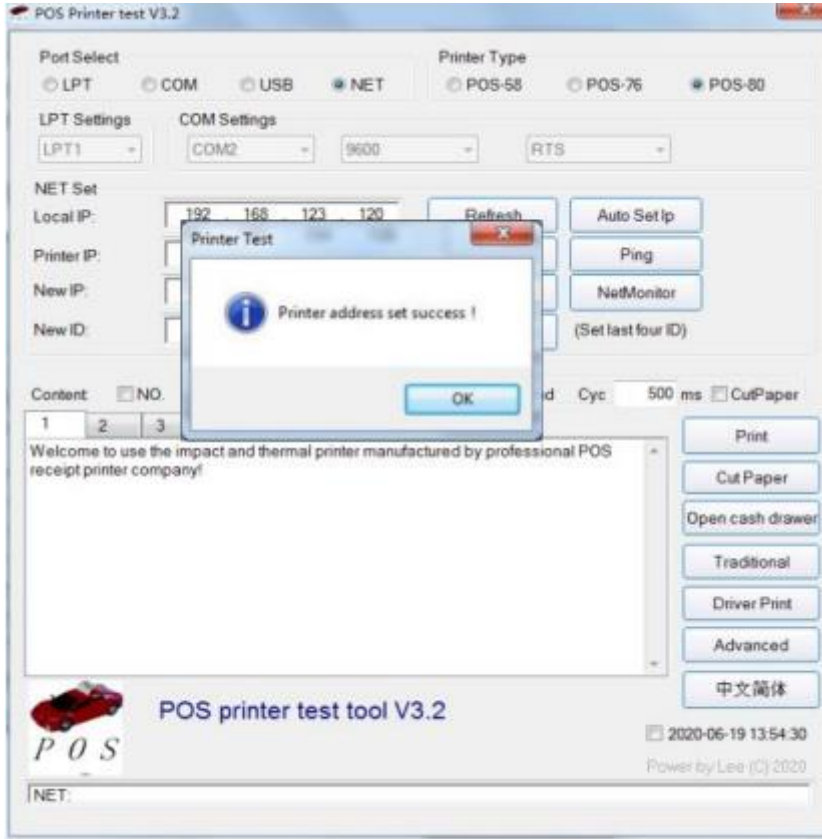 POS Printer test V3.2
Port Select
LPT COM USB NET
Printer Type
POS-58 POS-76 POS-80
LPT Settings COM Settings
LPT1 COM2 9600 RTS
NET Set
Local IP: 192 . 168 . 123 . 120 Refresh Auto Set Ip
Printer IP: Ping
New IP: NetMonitor
New ID: (Set last four ID)
Printer Test
Printer address set success !
OK
Content NO. d Cyc 500 ms CutPaper
1 2 3
Welcome to use the impact and thermal printer manufactured by professional POS
receipt printer company!
Print
Cut Paper
Open cash drawer
Traditional
Driver Print
Advanced
中文简体
POS
POS printer test tool V3.2
2020-06-19 13:54:30
Power by Lee (C) 2020
NET: